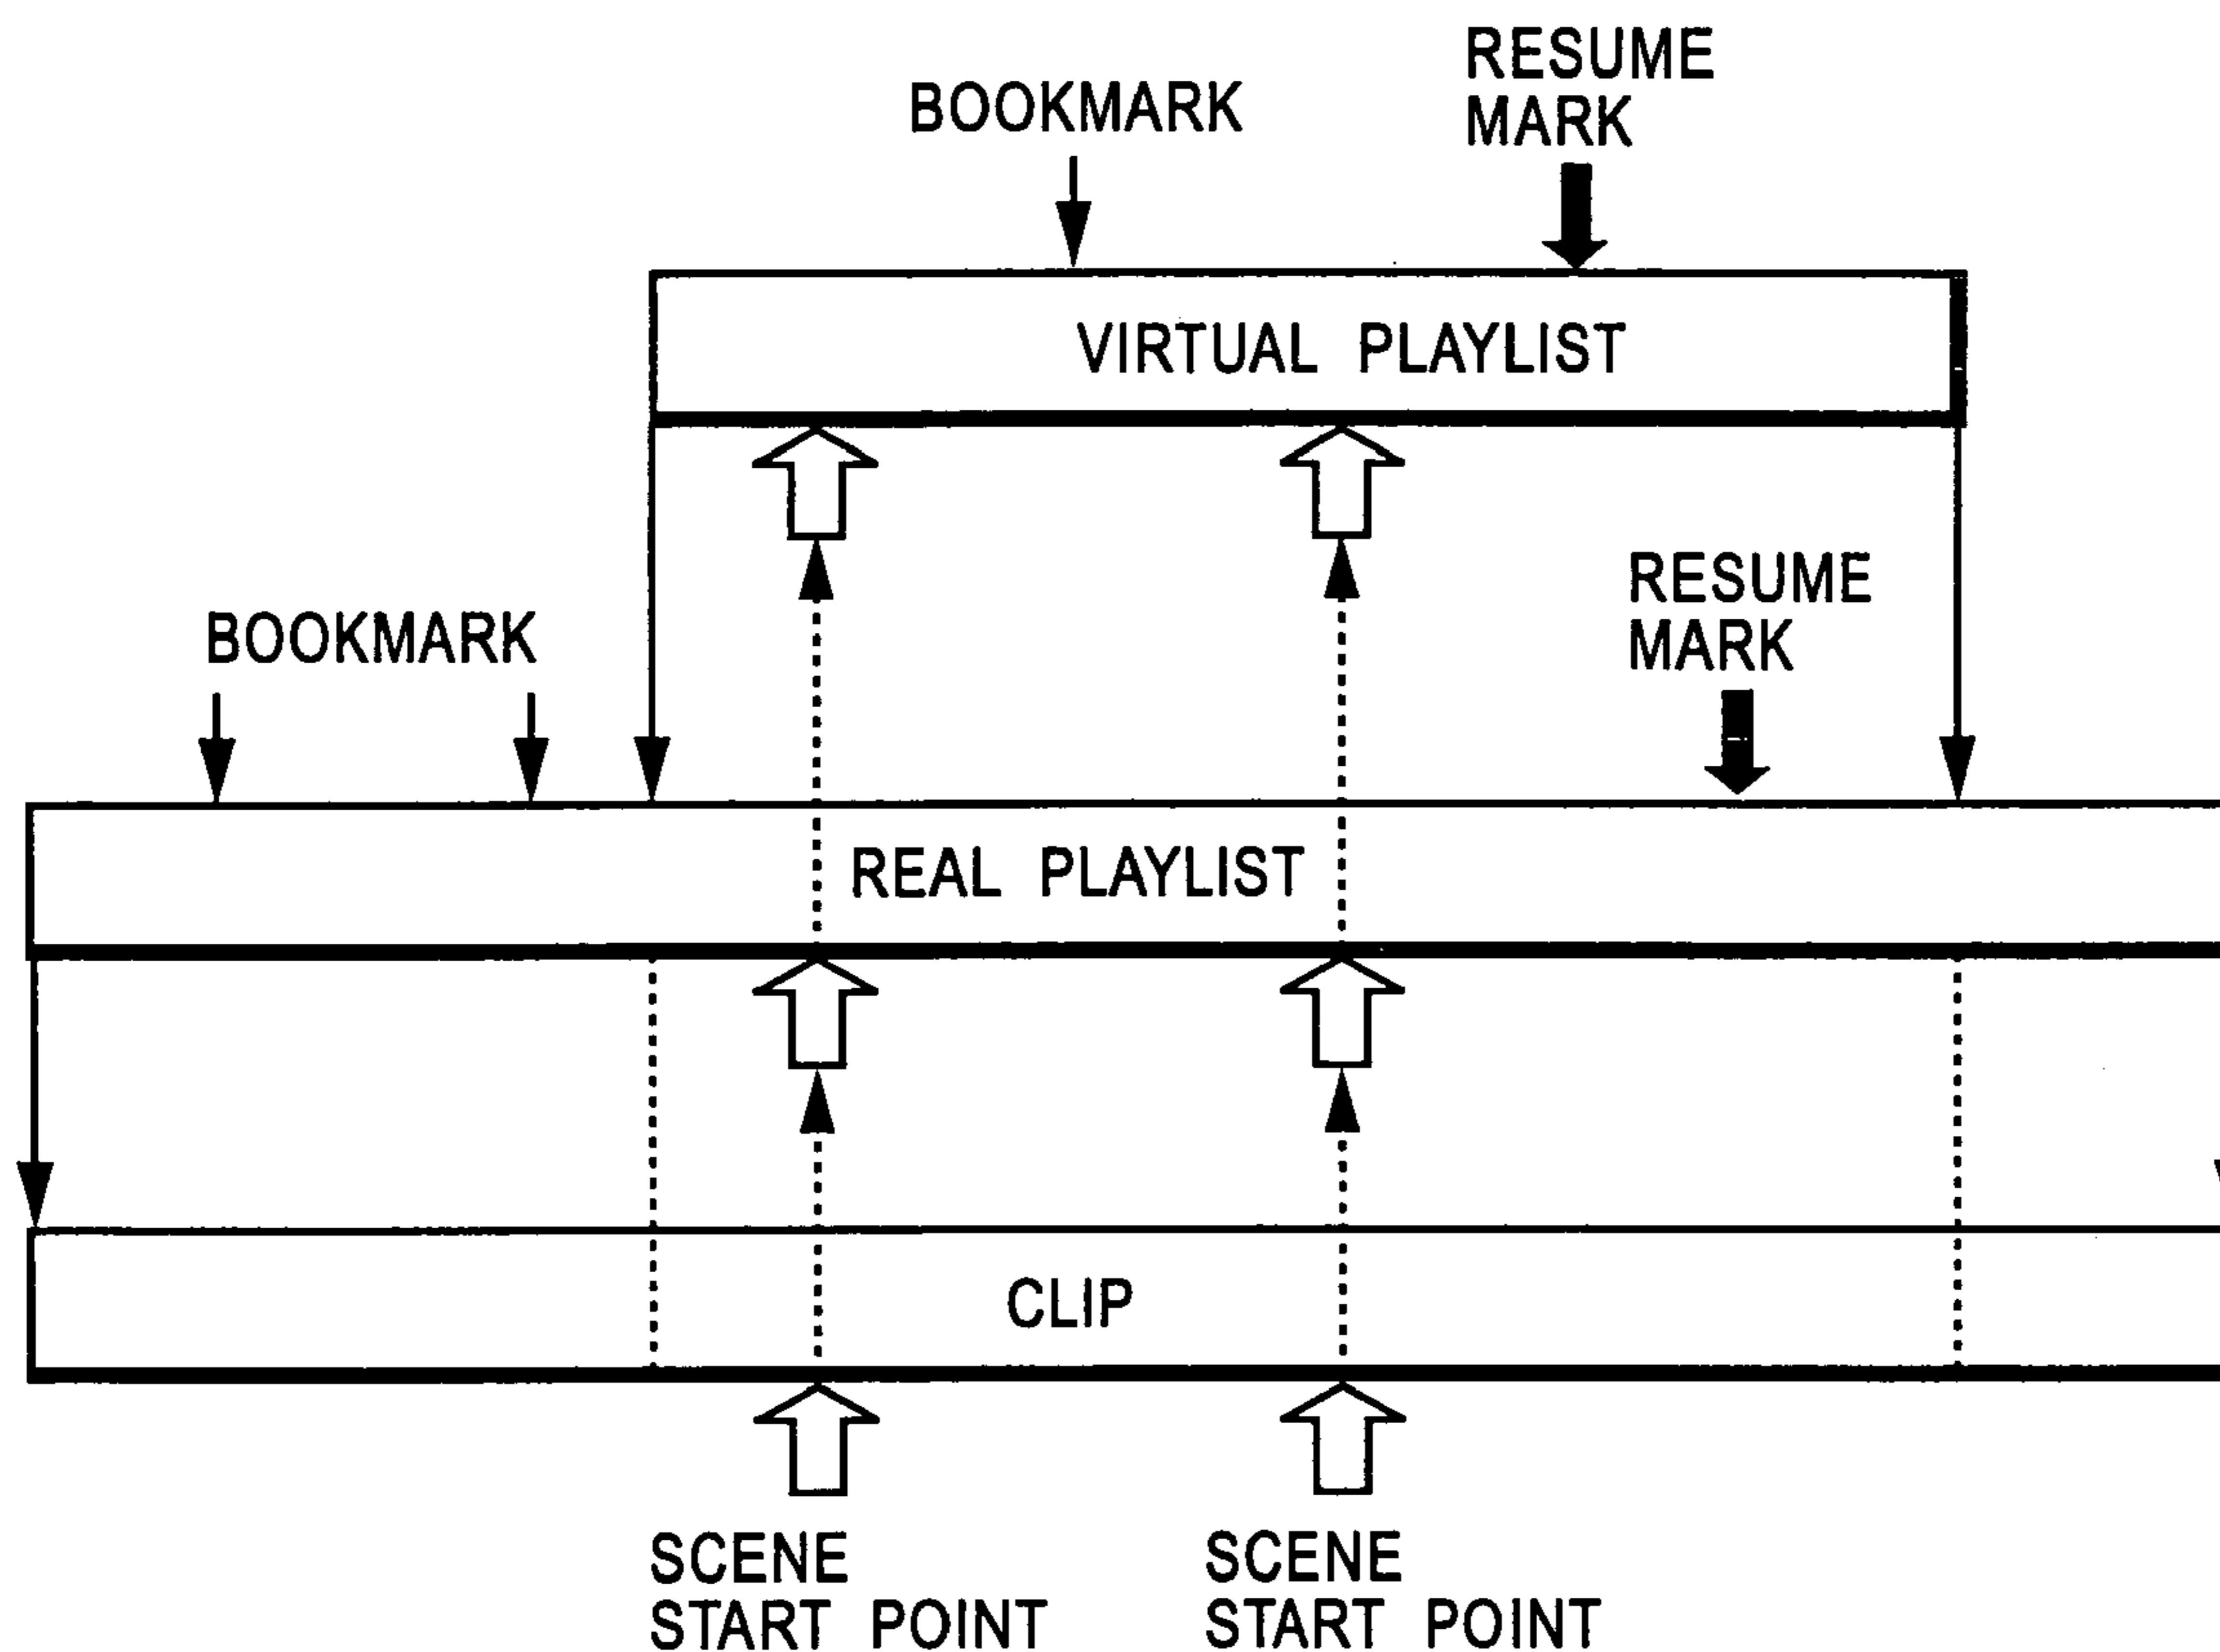 BOOKMARK
RESUME
MARK
VIRTUAL PLAYLIST
BOOKMARK
RESUME
MARK
REAL PLAYLIST
CLIP
SCENE
START POINT
SCENE
START POINT